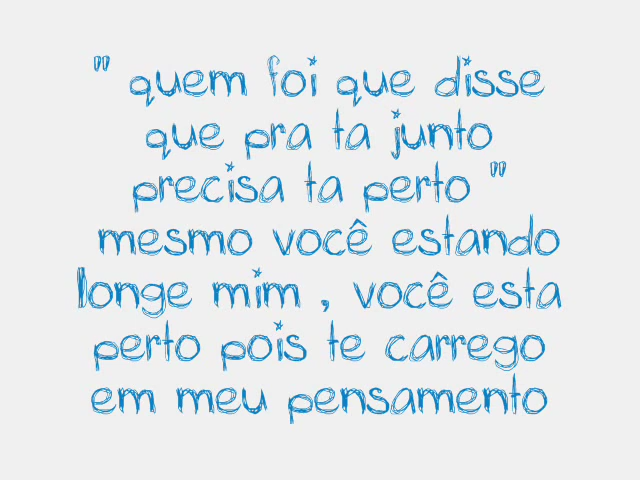 " quem foi que disse
que pra ta junto
precisa ta perto "
mesmo você estando
longe mim , você esta
perto pois te carrego
em meu pensamento